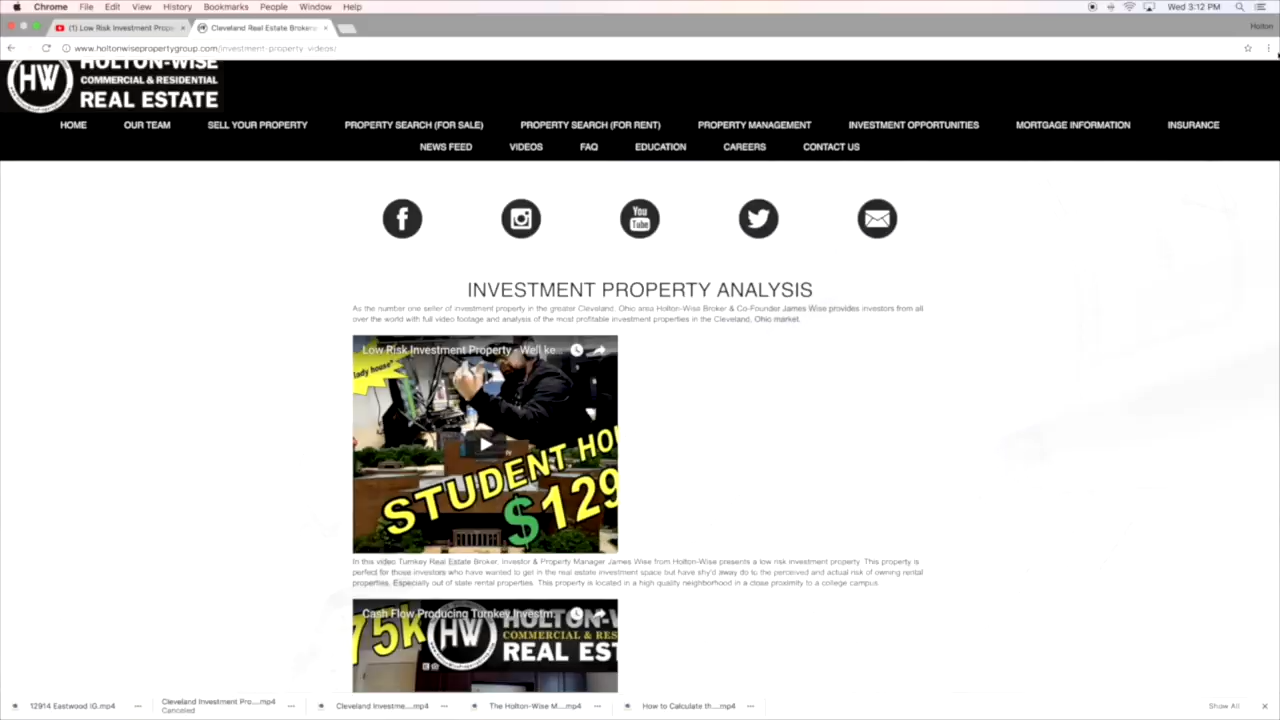 Chrome File Edit View History Bookmarks People Window Help Wed 3:12 PM
(1) Low Risk Investment Prop Cleveland Real Estate Brokers Holton
www.holtonwisepropertygroup.com/investment-property-videos/
HW HOLTON-WISE
COMMERCIAL & RESIDENTIAL
REAL ESTATE
HOME OUR TEAM SELL YOUR PROPERTY PROPERTY SEARCH (FOR SALE) PROPERTY SEARCH (FOR RENT) PROPERTY MANAGEMENT INVESTMENT OPPORTUNITIES MORTGAGE INFORMATION INSURANCE
NEWS FEED VIDEOS FAQ EDUCATION CAREERS CONTACT US
You
Tube
INVESTMENT PROPERTY ANALYSIS
As the number one seller of investment property in the greater Cleveland, Ohio area Holton-Wise Broker & Co-Founder James Wise provides investors from all
over the world with full video footage and analysis of the most profitable investment properties in the Cleveland, Ohio market.
Low Risk Investment Property - Well ke...
lady house"
STUDENT HO
$129
In this video Turnkey Real Estate Broker, Investor & Property Manager James Wise from Holton-Wise presents a low risk investment property. This property is
perfect for those investors who have wanted to get in the real estate investment space but have shy'd away do to the perceived and actual risk of owning rental
properties. Especially out of state rental properties. This property is located in a high quality neighborhood in a close proximity to a college campus.
Cash Flow Producing Turnkey Investm...
75k HW HOLTON-W
COMMERCIAL & RES
REAL EST
12914 Eastwood IG.mp4 Cleveland Investment Pro....mp4 Cleveland Investme....mp4 The Holton-Wise M....mp4 How to Calculate th....mp4 Show All
Canceled